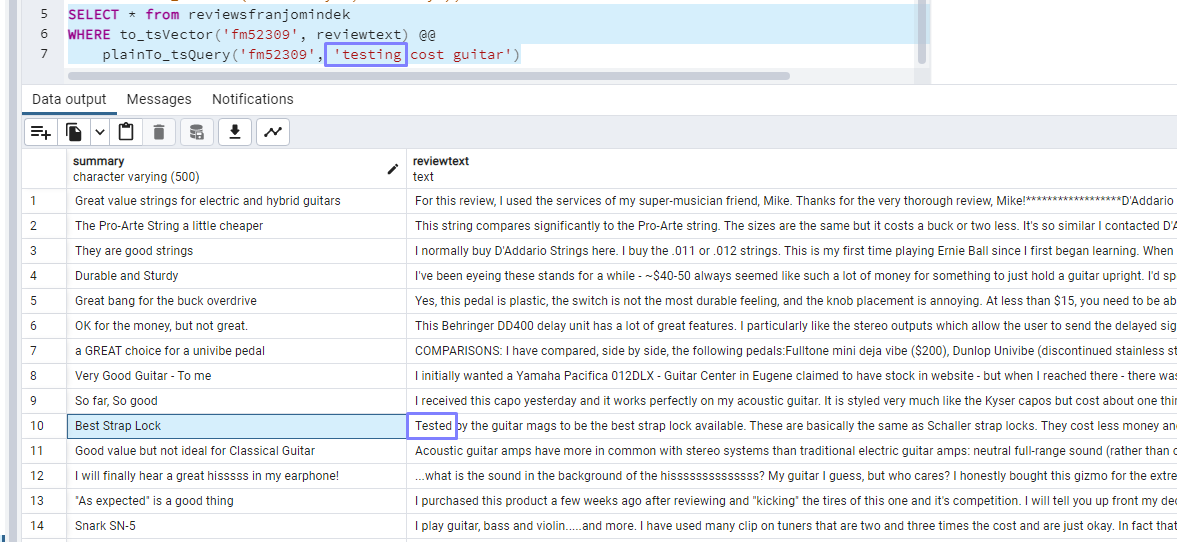 5 SELECT * from reviewsfranjomindek
6 WHERE to_tsVector('fm52309', reviewtext) @@
7 plainTo_tsQuery('fm52309', 'testing cost guitar')
Data output Messages Notifications
summary reviewtext
character varying (500) text
1 Great value strings for electric and hybrid guitars For this review, I used the services of my super-musician friend, Mike. Thanks for the very thorough review, Mike!******************D'Addario
2 The Pro-Arte String a little cheaper This string compares significantly to the Pro-Arte string. The sizes are the same but it costs a buck or two less. It's so similar I contacted D'A
3 They are good strings I normally buy D'Addario Strings here. I buy the .011 or .012 strings. This is my first time playing Ernie Ball since I first began learning. When
4 Durable and Sturdy I've been eyeing these stands for a while - ~$40-50 always seemed like such a lot of money for something to just hold a guitar upright. I'd sp
5 Great bang for the buck overdrive Yes, this pedal is plastic, the switch is not the most durable feeling, and the knob placement is annoying. At less than $15, you need to be ab
6 OK for the money, but not great. This Behringer DD400 delay unit has a lot of great features. I particularly like the stereo outputs which allow the user to send the delayed sig
7 a GREAT choice for a univibe pedal COMPARISONS: I have compared, side by side, the following pedals:Fulltone mini deja vibe ($200), Dunlop Univibe (discontinued stainless st
8 Very Good Guitar - To me I initially wanted a Yamaha Pacifica 012DLX - Guitar Center in Eugene claimed to have stock in website - but when I reached there - there was
9 So far, So good I received this capo yesterday and it works perfectly on my acoustic guitar. It is styled very much like the Kyser capos but cost about one thir
10 Best Strap Lock Tested by the guitar mags to be the best strap lock available. These are basically the same as Schaller strap locks. They cost less money an
11 Good value but not ideal for Classical Guitar Acoustic guitar amps have more in common with stereo systems than traditional electric guitar amps: neutral full-range sound (rather than c
12 I will finally hear a great hisssss in my earphone! ...what is the sound in the background of the hissssssssssssss? My guitar I guess, but who cares? I honestly bought this gizmo for the extre
13 "As expected" is a good thing I purchased this product a few weeks ago after reviewing and "kicking" the tires of this one and it's competition. I will tell you up front my dec
14 Snark SN-5 I play guitar, bass and violin.....and more. I have used many clip on tuners that are two and three times the cost and are just okay. In fact that